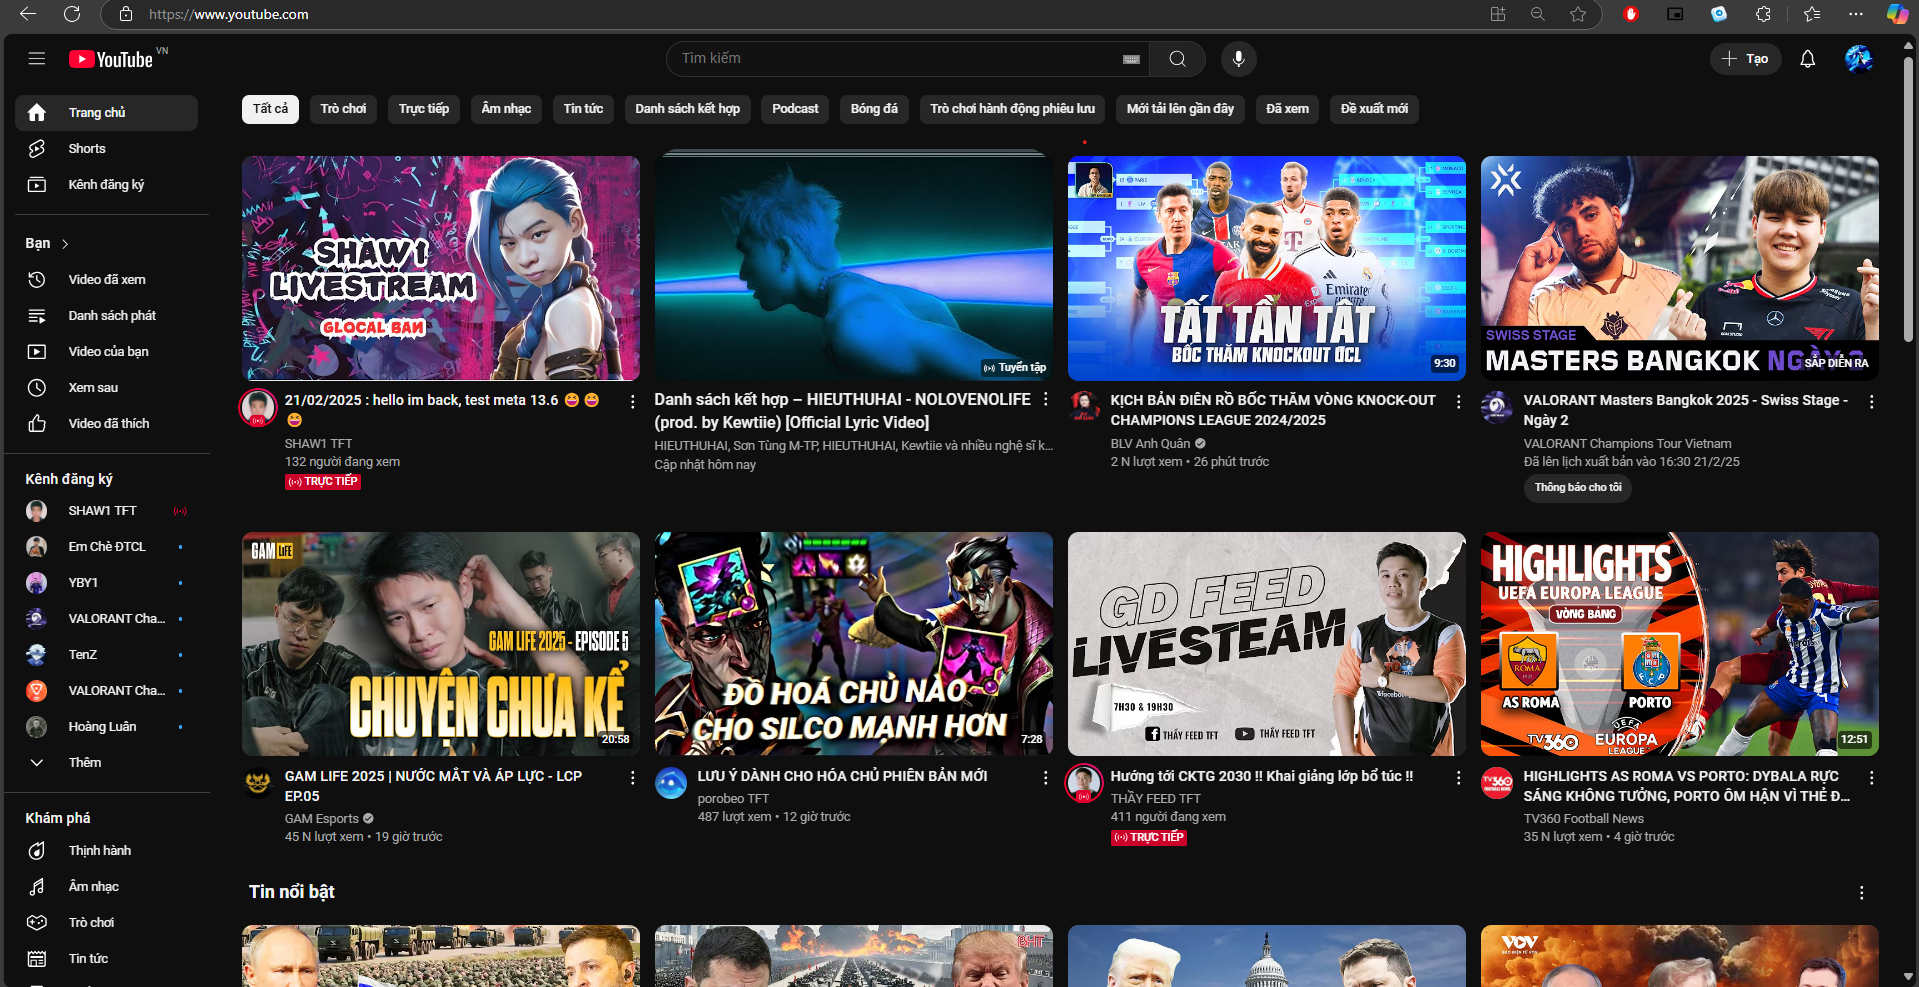 https://www.youtube.com
YouTube VN
Tìm kiếm
Tạo
Trang chủ
Shorts
Kênh đăng ký
Bạn
Video đã xem
Danh sách phát
Video của bạn
Xem sau
Video đã thích
Kênh đăng ký
SHAW1 TFT
Em Chè ĐTCL
YBY1
VALORANT Cha...
TenZ
VALORANT Cha...
Hoàng Luân
Thêm
Khám phá
Thịnh hành
Âm nhạc
Trò chơi
Tin tức
Tất cả
Trò chơi
Trực tiếp
Âm nhạc
Tin tức
Danh sách kết hợp
Podcast
Bóng đá
Trò chơi hành động phiêu lưu
Mới tải lên gần đây
Đã xem
Đề xuất mới
SHAW1
LIVESTREAM
GLOCAL BAN
21/02/2025 : hello im back, test meta 13.6 😆 😆
😆
SHAW1 TFT
132 người đang xem
TRỰC TIẾP
Tuyển tập
Danh sách kết hợp – HIEUTHUHAI - NOLOVENOLIFE
(prod. by Kewtiie) [Official Lyric Video]
HIEUTHUHAI, Sơn Tùng M-TP, HIEUTHUHAI, Kewtiie và nhiều nghệ sĩ k...
Cập nhật hôm nay
TẤT TẦN TẬT
BỐC THĂM KNOCKOUT UCL
9:30
KỊCH BẢN ĐIÊN RỒ BỐC THĂM VÒNG KNOCK-OUT
CHAMPIONS LEAGUE 2024/2025
BLV Anh Quân
2 N lượt xem • 26 phút trước
SWISS STAGE
MASTERS BANGKOK NGÀY 2
SẮP DIỄN RA
VALORANT Masters Bangkok 2025 - Swiss Stage -
Ngày 2
VALORANT Champions Tour Vietnam
Đã lên lịch xuất bản vào 16:30 21/2/25
Thông báo cho tôi
GAM LIFE
GAM LIFE 2025 - EPISODE 5
CHUYỆN CHƯA KỂ
20:58
GAM LIFE 2025 | NƯỚC MẮT VÀ ÁP LỰC - LCP
EP.05
GAM Esports
45 N lượt xem • 19 giờ trước
ĐỒ HOÁ CHỦ NÀO
CHO SILCO MẠNH HƠN
7:28
LƯU Ý DÀNH CHO HÓA CHỦ PHIÊN BẢN MỚI
porobeo TFT
487 lượt xem • 12 giờ trước
GD FEED
LIVESTEAM
7H30 & 19H30
THẦY FEED TFT
THẦY FEED TFT
Hướng tới CKTG 2030 !! Khai giảng lớp bổ túc !!
THẦY FEED TFT
411 người đang xem
TRỰC TIẾP
HIGHLIGHTS
UEFA EUROPA LEAGUE
VÒNG BẢNG
AS ROMA
PORTO
TV360
UEFA
EUROPA
LEAGUE
12:51
HIGHLIGHTS AS ROMA VS PORTO: DYBALA RỰC
SÁNG KHÔNG TƯỞNG, PORTO ÔM HẬN VÌ THẺ Đ...
TV360 Football News
35 N lượt xem • 4 giờ trước
Tin nổi bật
BHT
VOV